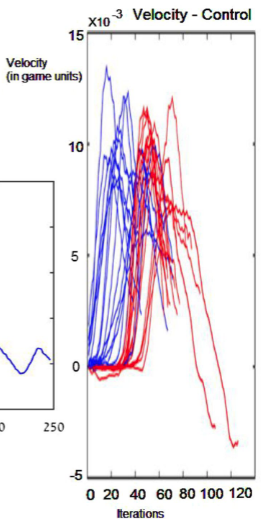 X10-3 Velocity - Control
15
Velocity
(in game units)
10
5
0
-5
0 250
0 20 40 60 80 100 120
Iterations